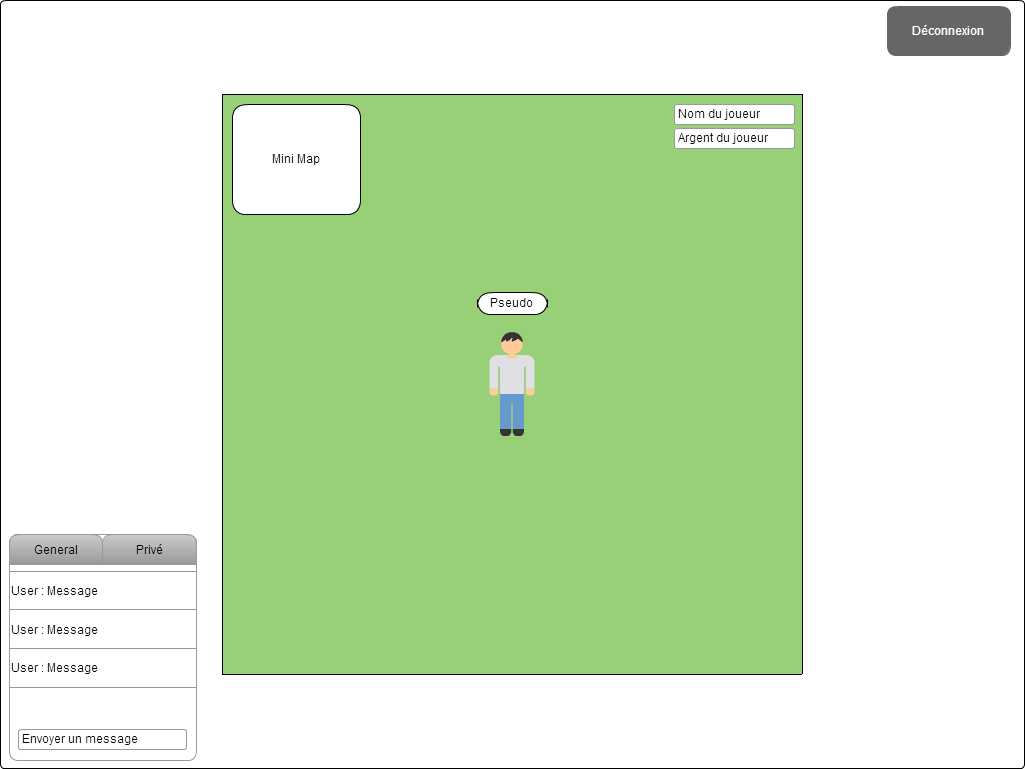 Déconnexion
Nom du joueur
Argent du joueur
Mini Map
Pseudo
General
Privé
User : Message
User : Message
User : Message
Envoyer un message